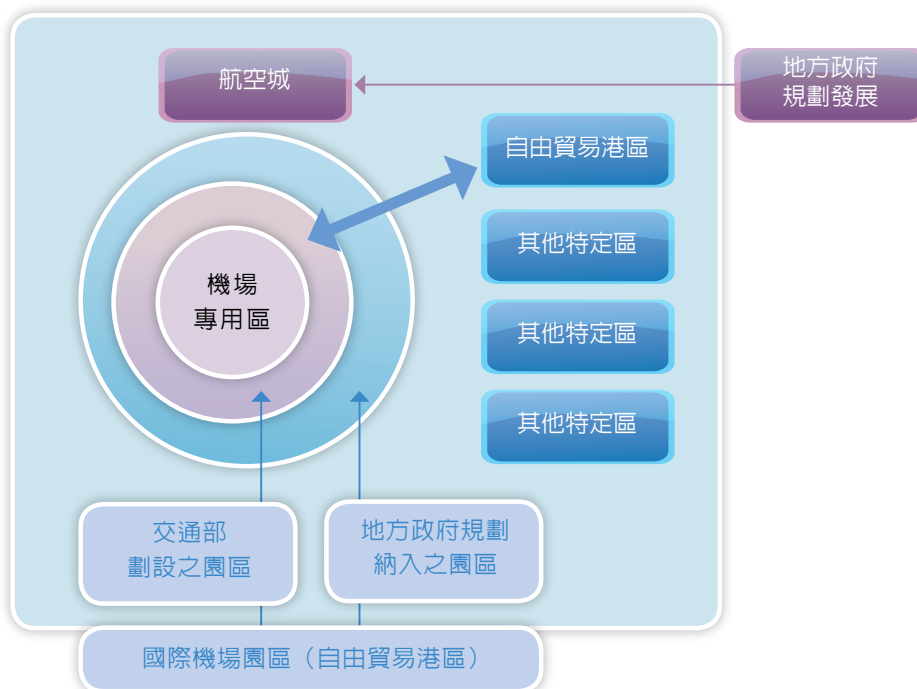 航空城
地方政府
規劃發展
自由貿易港區
其他特定區
機場
專用區
其他特定區
其他特定區
交通部
劃設之園區
地方政府規劃
納入之園區
國際機場園區（自由貿易港區）